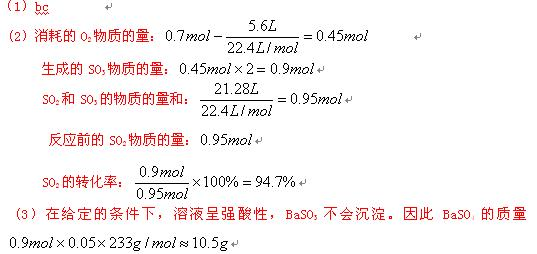 (1) bc
(2) 消耗的 O₂物质的量: 0.7mol − 5.6L / 22.4L/mol = 0.45mol
生成的 SO₃物质的量: 0.45mol × 2 = 0.9mol
SO₂和 SO₃的物质的量和: 21.28L / 22.4L/mol = 0.95mol
反应前的 SO₂物质的量: 0.95mol
SO₂的转化率: 0.9mol / 0.95mol × 100% = 94.7%
(3) 在给定的条件下, 溶液呈强酸性, BaSO₃不会沉淀。因此 BaSO₄的质量
0.9mol × 0.05 × 233g / mol ≈ 10.5g